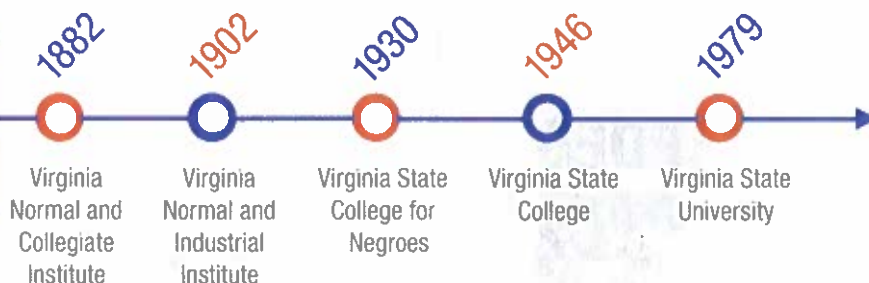 1882
1902
1930
1946
1979
Virginia
Normal and
Collegiate
Institute
Virginia
Normal and
Industrial
Institute
Virginia State
College for
Negroes
Virginia State
College
Virginia State
University